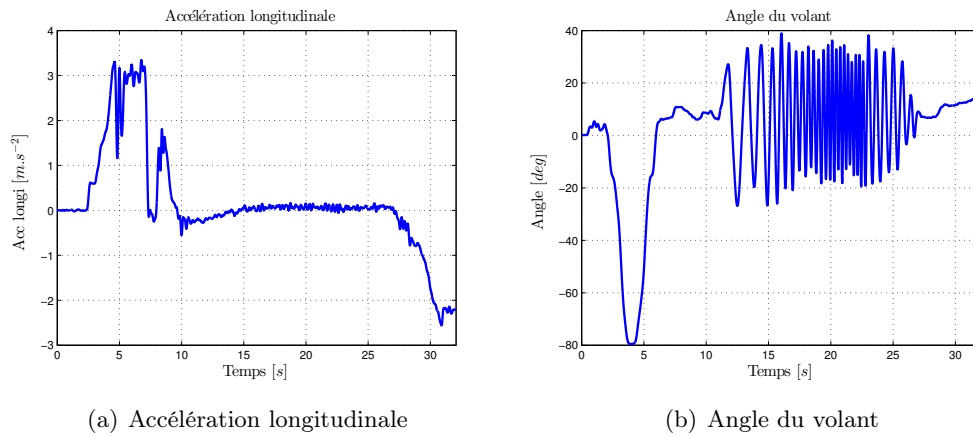 Accélération longitudinale
Acc longi [m.s⁻²]
4
3
2
1
0
−1
−2
−3
0 5 10 15 20 25 30
Temps [s]
(a) Accélération longitudinale
Angle du volant
Angle [deg]
40
20
0
−20
−40
−60
−80
0 5 10 15 20 25 30
Temps [s]
(b) Angle du volant